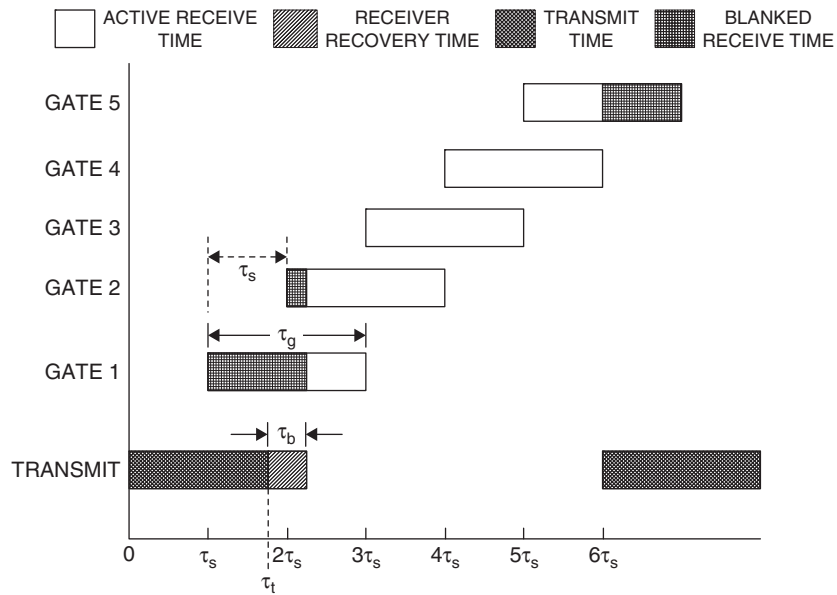 ACTIVE RECEIVE
TIME
RECEIVER
RECOVERY TIME
TRANSMIT
TIME
BLANKED
RECEIVE TIME
GATE 5
GATE 4
GATE 3
τs
GATE 2
τg
GATE 1
τb
TRANSMIT
0
τs
2τs
3τs
4τs
5τs
6τs
τt